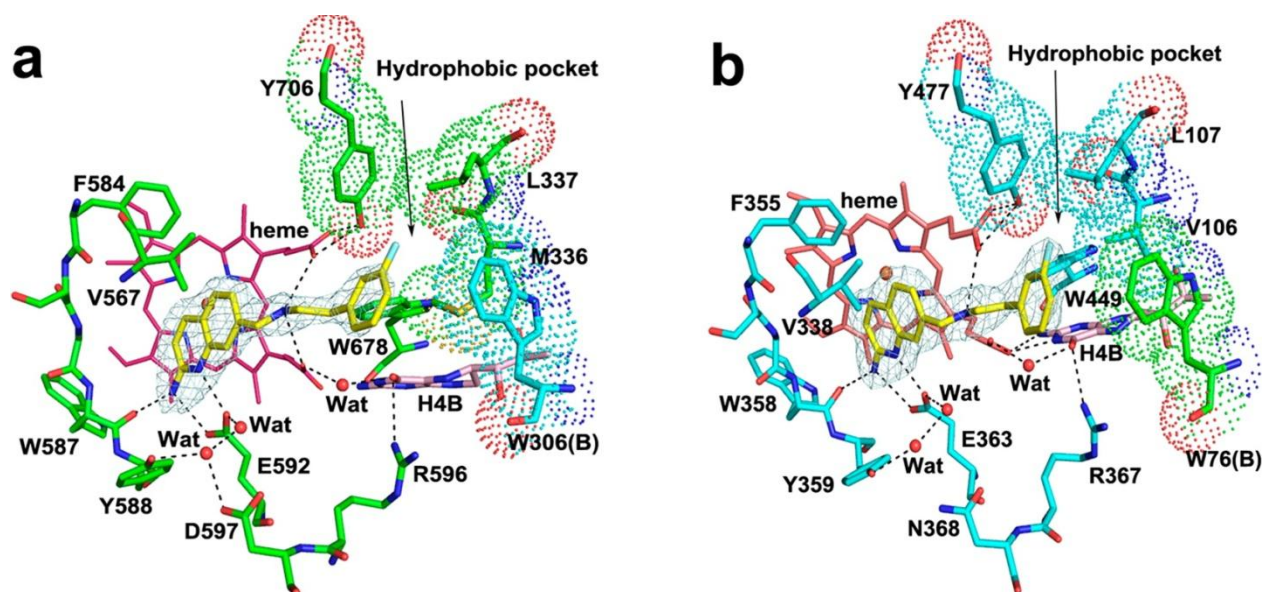 a
Y706
Hydrophobic pocket
F584
heme
L337
V567
M336
W678
Wat
H4B
W587
Wat
Wat
W306(B)
Y588
E592
R596
D597
b
Hydrophobic pocket
Y477
L107
F355
heme
V106
V338
W449
H4B
Wat
W358
Wat
E363
W76(B)
Wat
R367
Y359
N368